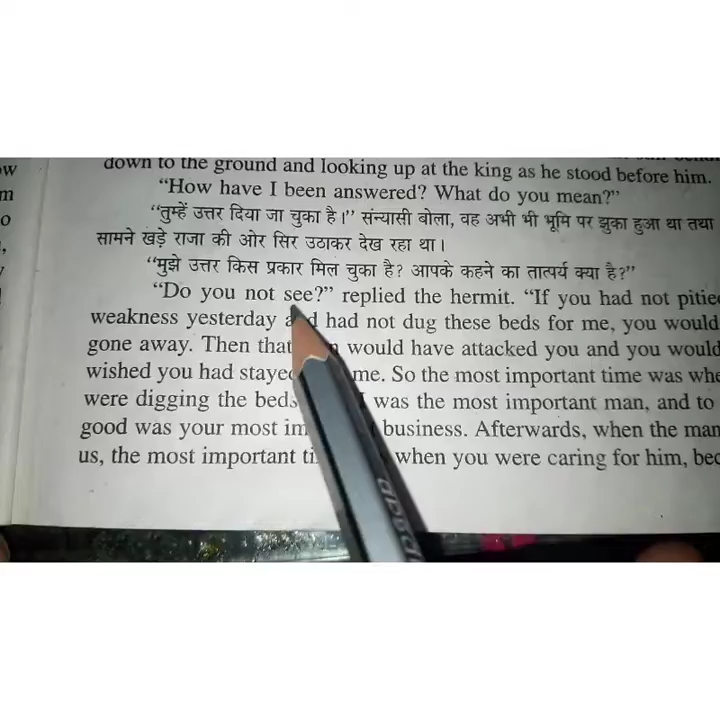 down to the ground and looking up at the king as he stood before him.
"How have I been answered? What do you mean?"
"तुम्हें उत्तर दिया जा चुका है।" संन्यासी बोला, वह अभी भी भूमि पर झुका हुआ था तथा
सामने खड़े राजा की ओर सिर उठाकर देख रहा था।
"मुझे उत्तर किस प्रकार मिल चुका है? आपके कहने का तात्पर्य क्या है?"
"Do you not see?" replied the hermit. "If you had not pitie
weakness yesterday and had not dug these beds for me, you would
gone away. Then that would have attacked you and you would
wished you had stayed me. So the most important time was whe
were digging the beds I was the most important man, and to
good was your most im business. Afterwards, when the man
us, the most important ti when you were caring for him, bec